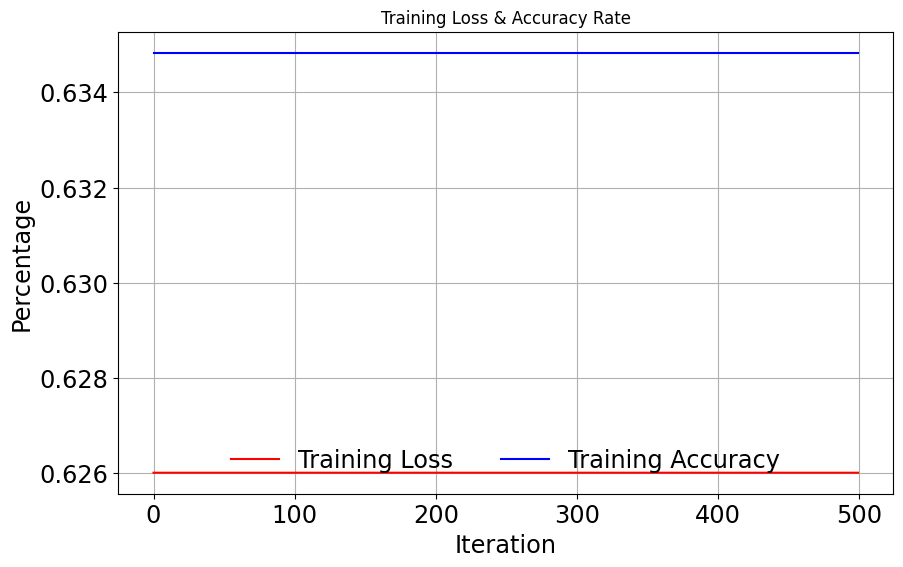 Training Loss & Accuracy Rate
Percentage
0.634
0.632
0.630
0.628
0.626
Training Loss Training Accuracy
0 100 200 300 400 500
Iteration